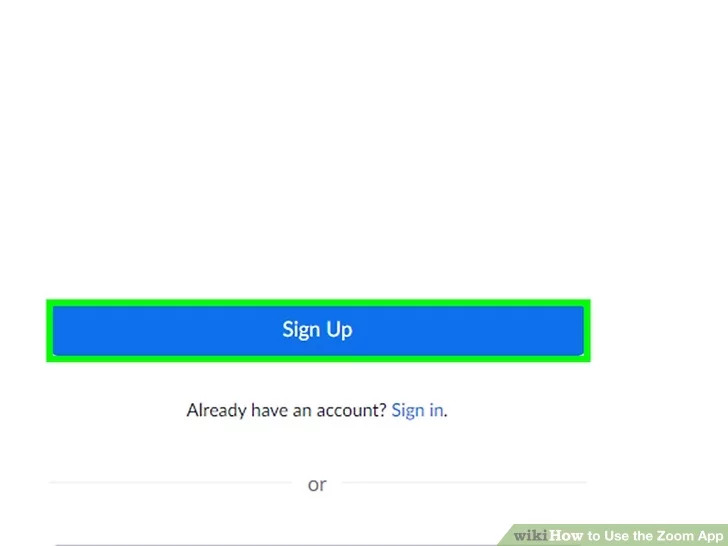 Sign Up
Already have an account? Sign in.
or
wikiHow to Use the Zoom App